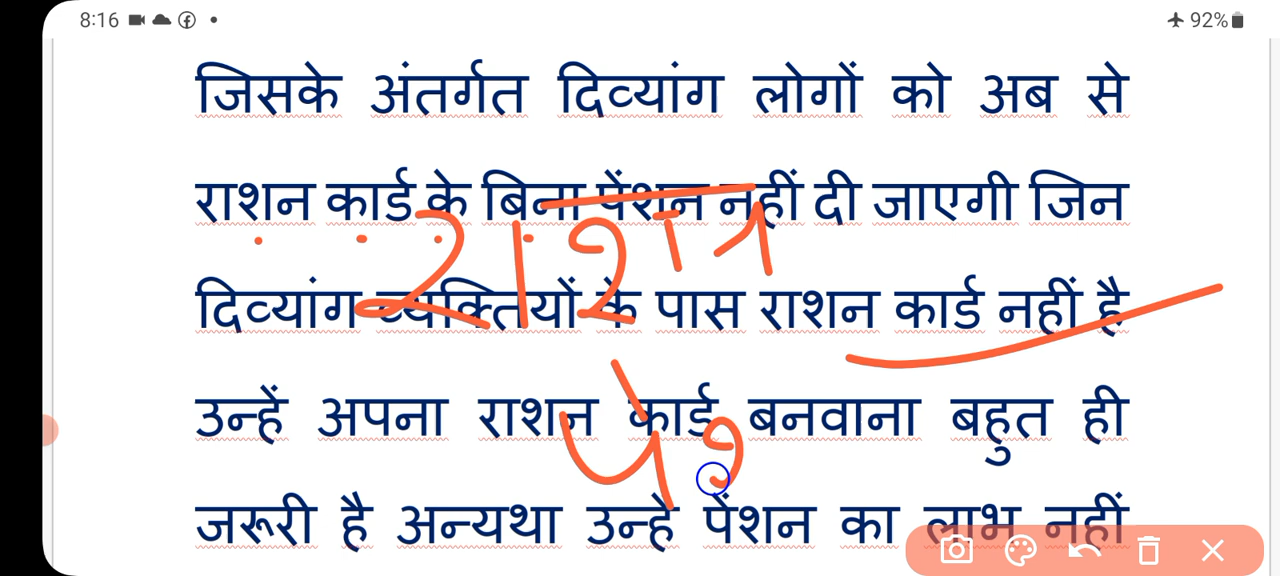 8:16
92%
जिसके अंतर्गत दिव्यांग लोगों को अब से
राशन कार्ड के बिना पेंशन नहीं दी जाएगी जिन
दिव्यांग व्यक्तियों के पास राशन कार्ड नहीं है
उन्हें अपना राशन कार्ड बनवाना बहुत ही
जरूरी है अन्यथा उन्हे पेंशन का लाभ नहीं
राशन